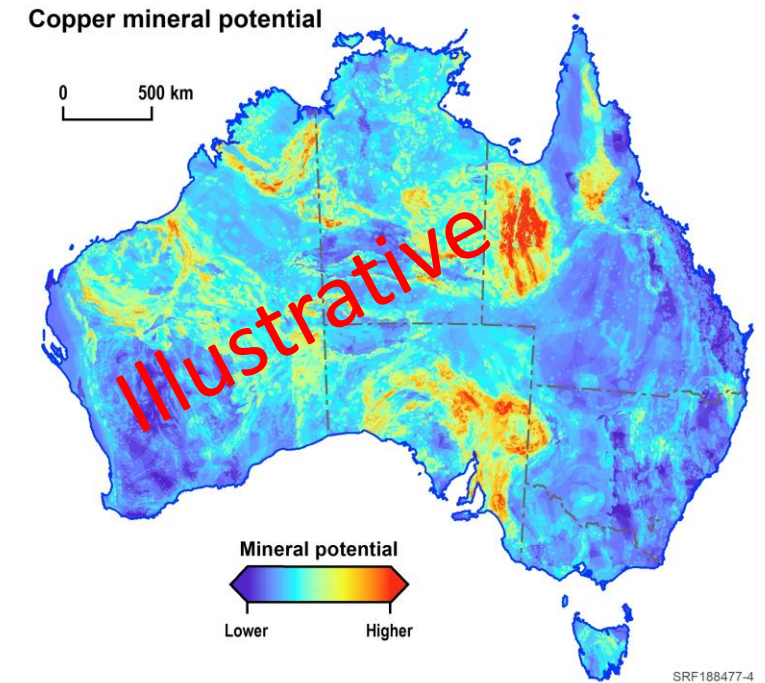 Copper mineral potential
0 500 km
Illustrative
Mineral potential
Lower Higher
SRF188477-4